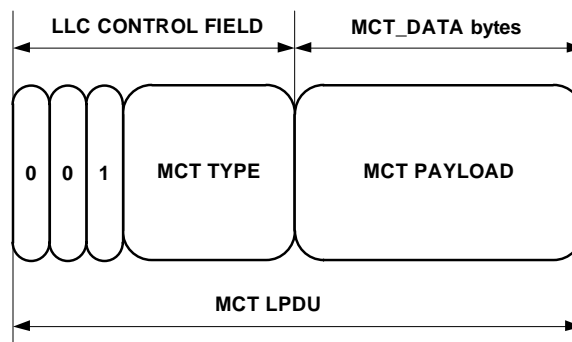 LLC CONTROL FIELD MCT_DATA bytes
0 0 1 MCT TYPE MCT PAYLOAD
MCT LPDU